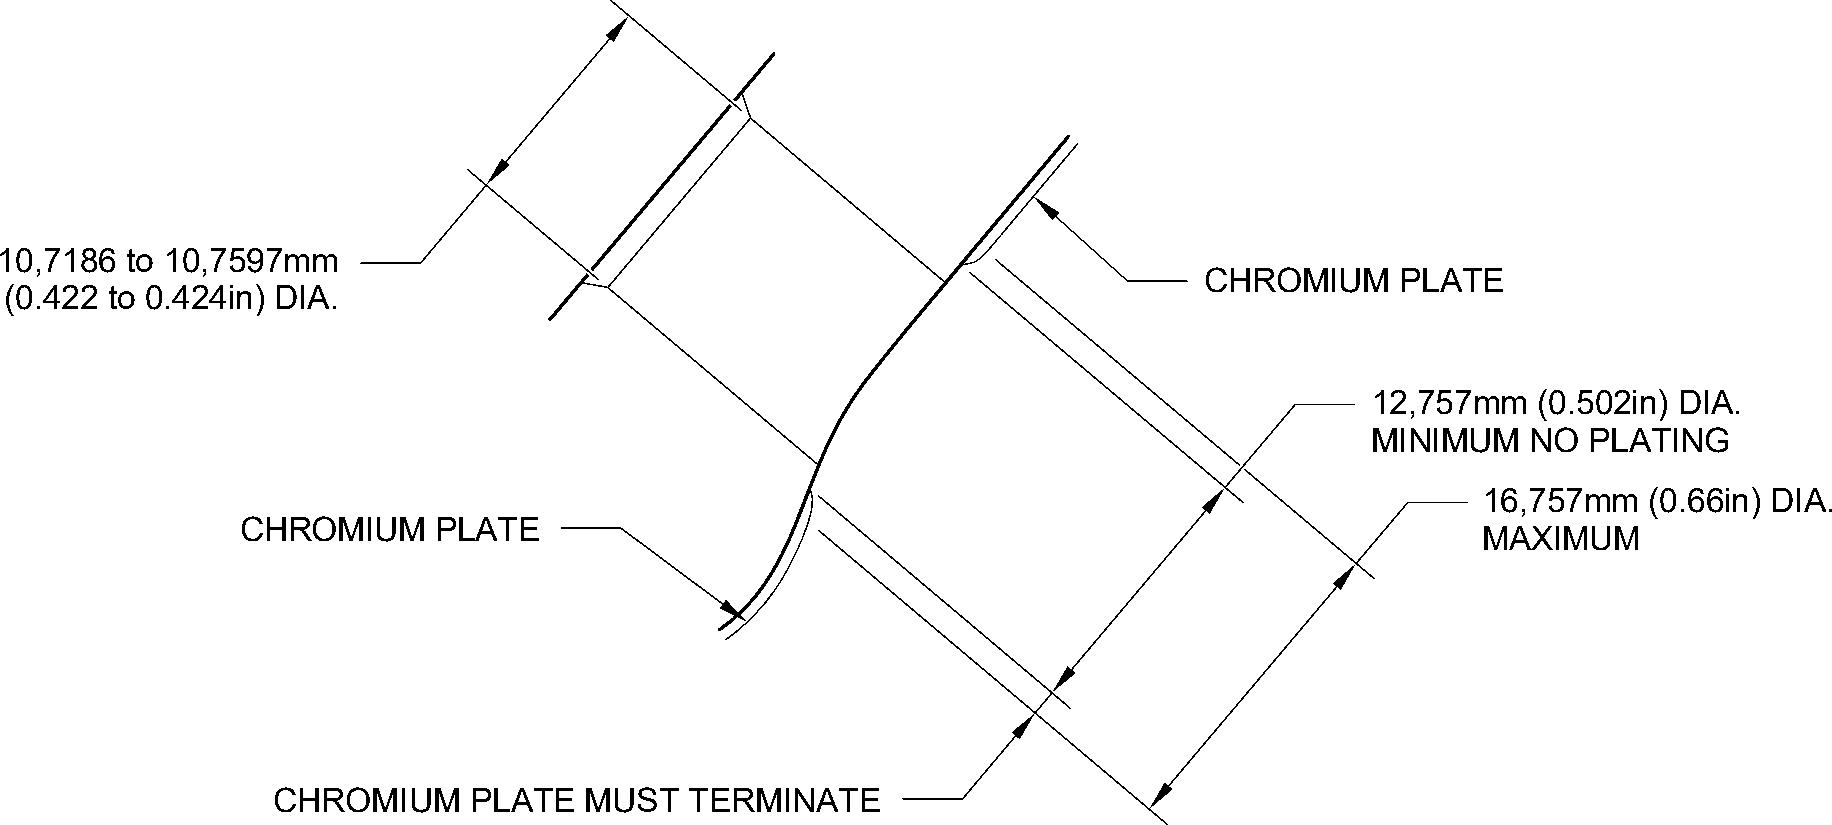 10,7186 to 10,7597mm
(0.422 to 0.424in) DIA.
CHROMIUM PLATE
12,757mm (0.502in) DIA.
MINIMUM NO PLATING
16,757mm (0.66in) DIA.
MAXIMUM
CHROMIUM PLATE
CHROMIUM PLATE MUST TERMINATE